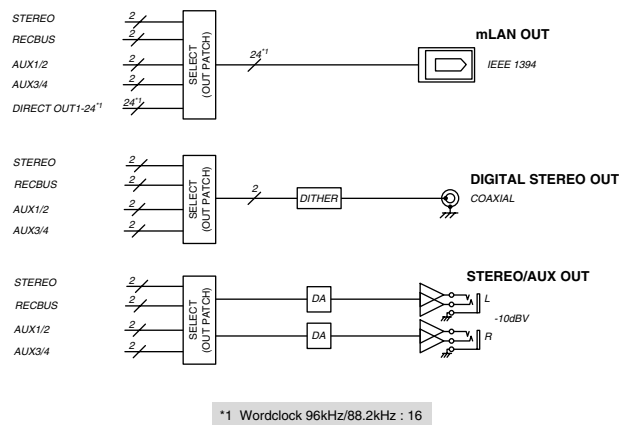 STEREO 2
RECBUS 2
AUX1/2 2
AUX3/4 2
DIRECT OUT1-24*1 24*1
SELECT
(OUT PATCH)
24*1
mLAN OUT
IEEE 1394
STEREO 2
RECBUS 2
AUX1/2 2
AUX3/4 2
SELECT
(OUT PATCH)
2
DITHER
DIGITAL STEREO OUT
COAXIAL
STEREO 2
RECBUS 2
AUX1/2 2
AUX3/4 2
SELECT
(OUT PATCH)
DA
DA
STEREO/AUX OUT
L
-10dBV
R
*1 Wordclock 96kHz/88.2kHz : 16